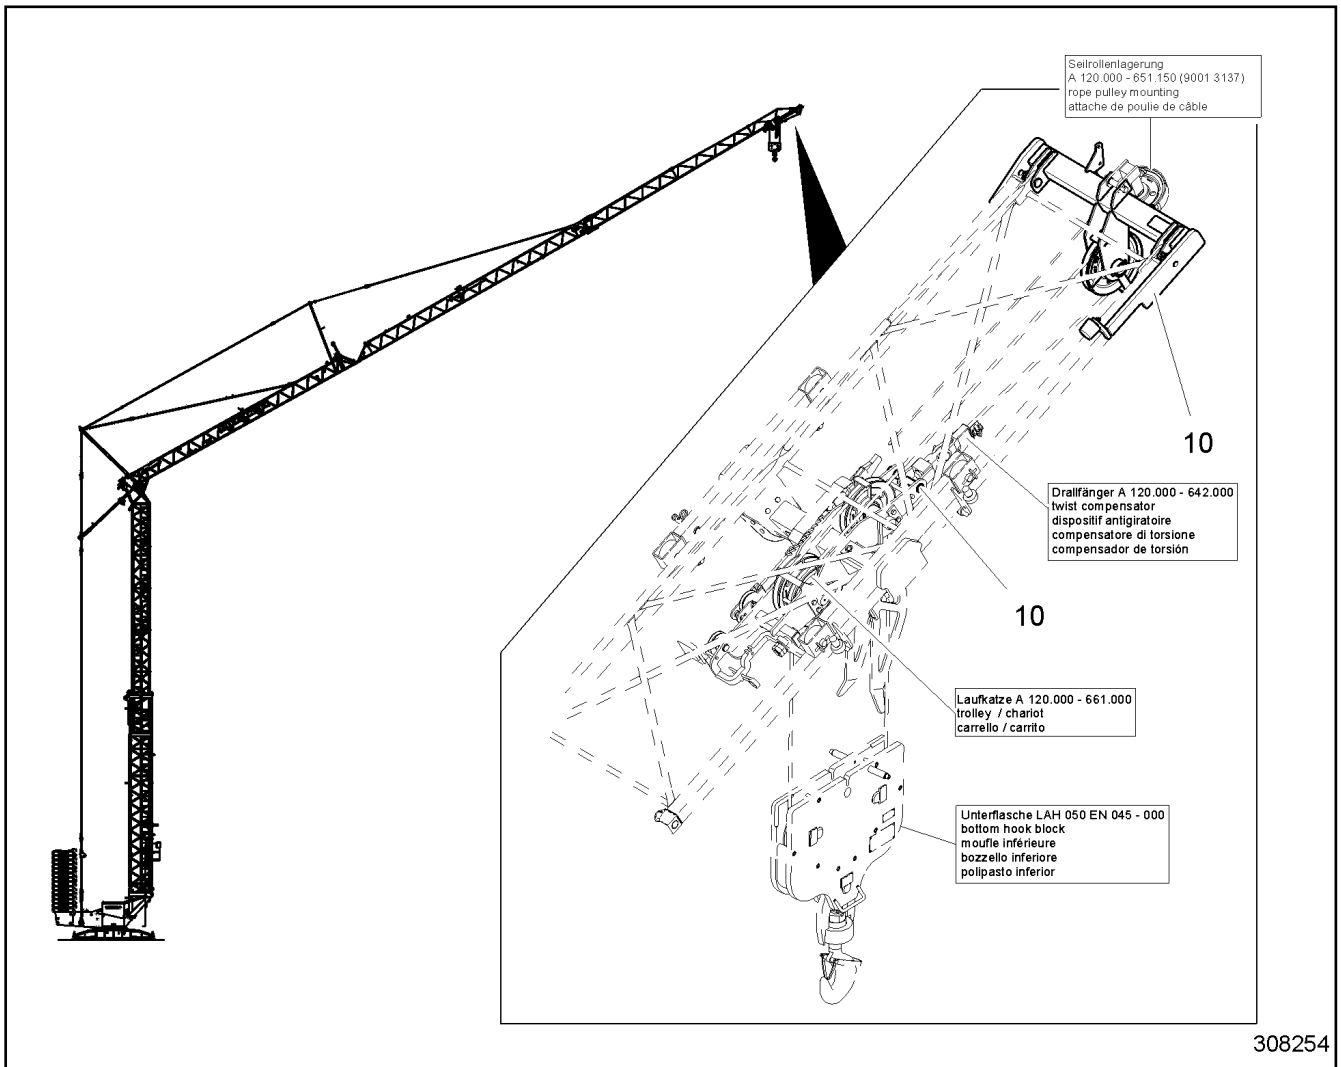 Seilrollenlagerung
A 120.000 - 651.150 (9001 3137)
rope pulley mounting
attache de poulie de câble
10
Drallfänger A 120.000 - 642.000
twist compensator
dispositif antigiratoire
compensatore di torsione
compensador de torsión
10
Laufkatze A 120.000 - 661.000
trolley / chariot
carrello / carrito
Unterflasche LAH 050 EN 045 - 000
bottom hook block
moufle inférieure
bozzello inferiore
polipasto inferior
308254